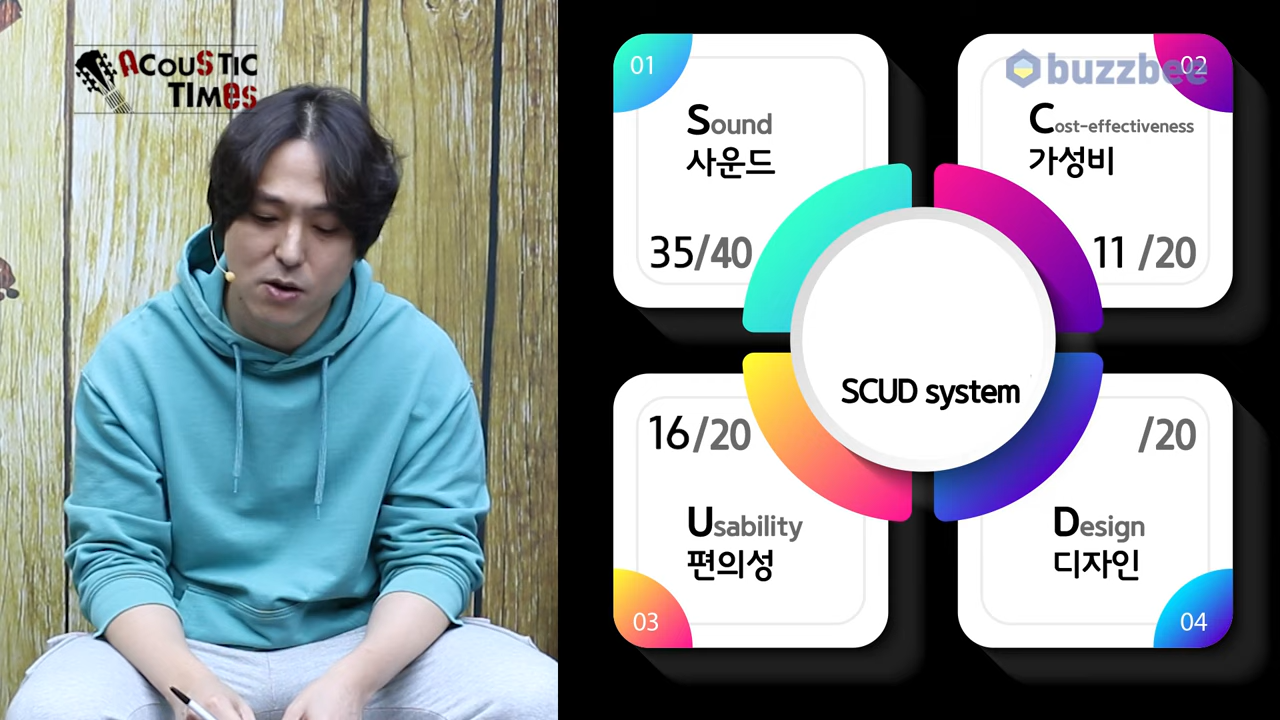 ACOUSTIC
TIMES
01
Sound
사운드
35/40
buzzbee
02
Cost-effectiveness
가성비
11 /20
SCUD system
16/20
Usability
편의성
03
/20
Design
디자인
04